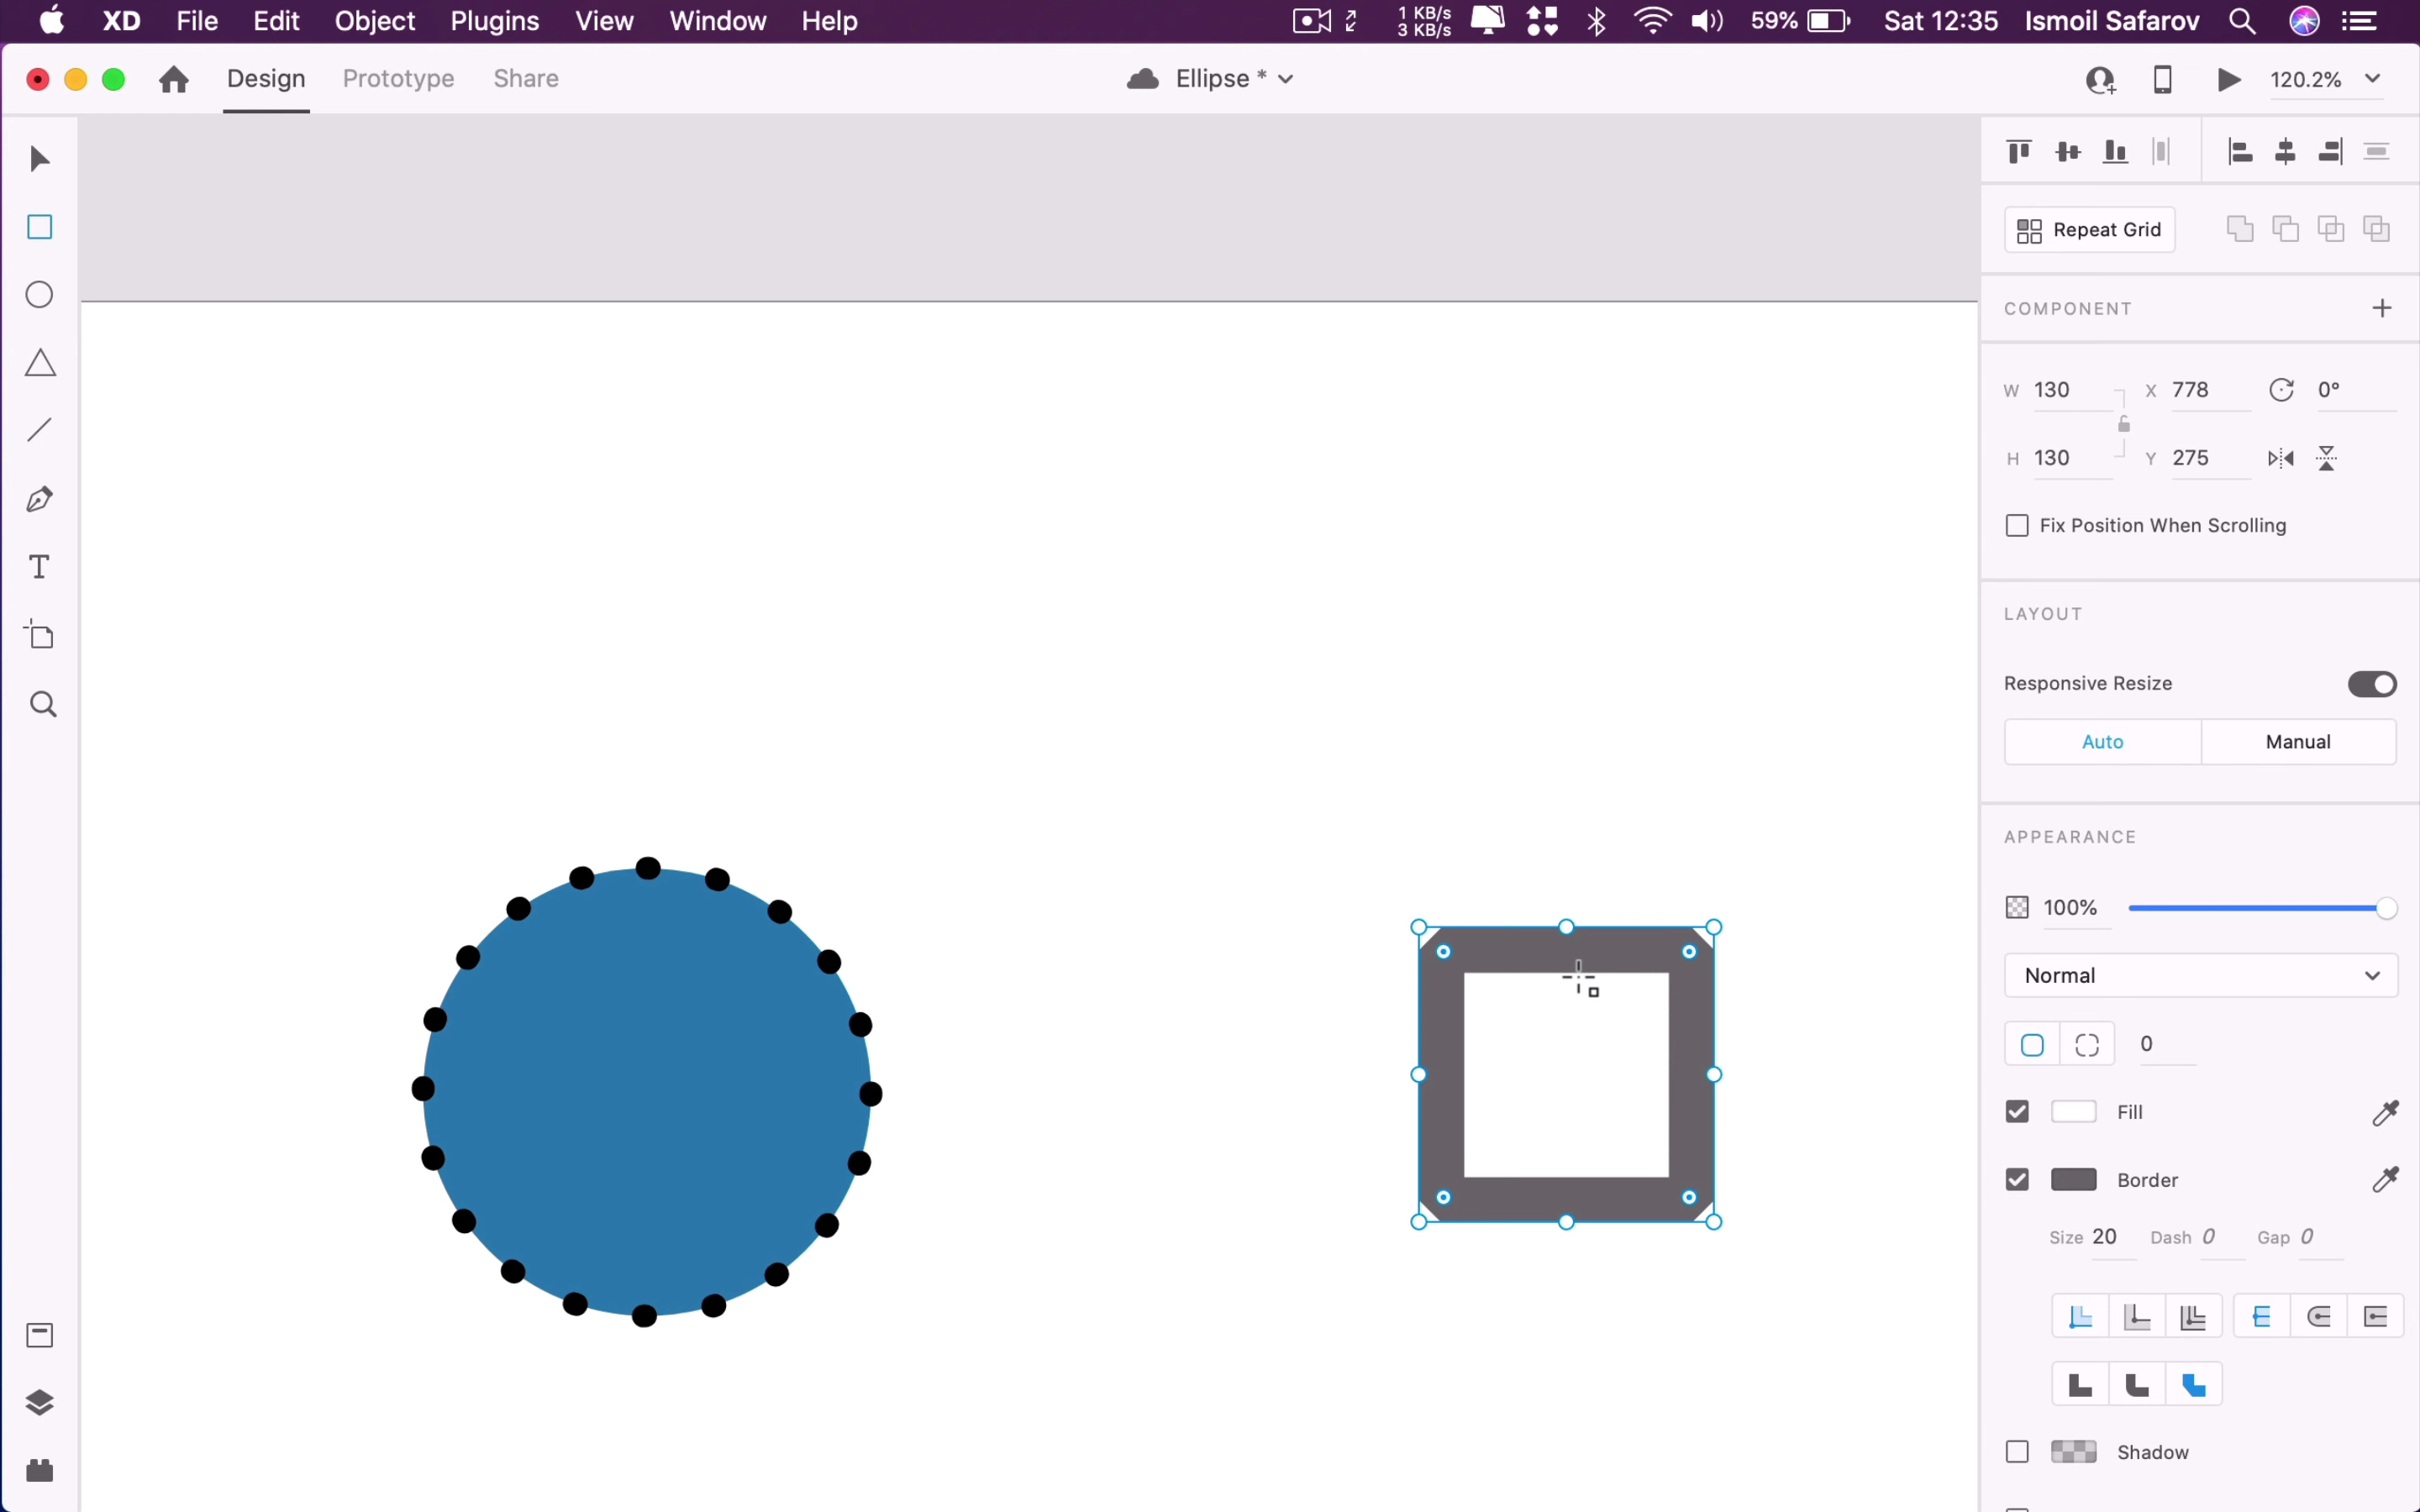 XD File Edit Object Plugins View Window Help 1 KB/s 59% Sat 12:35 Ismoil Safarov
3 KB/s
Design Prototype Share Ellipse * 120.2%
Repeat Grid
COMPONENT
W 130 X 778 0°
H 130 Y 275
Fix Position When Scrolling
LAYOUT
Responsive Resize
Auto Manual
APPEARANCE
100%
Normal
0
Fill
Border
Size 20 Dash 0 Gap 0
Shadow